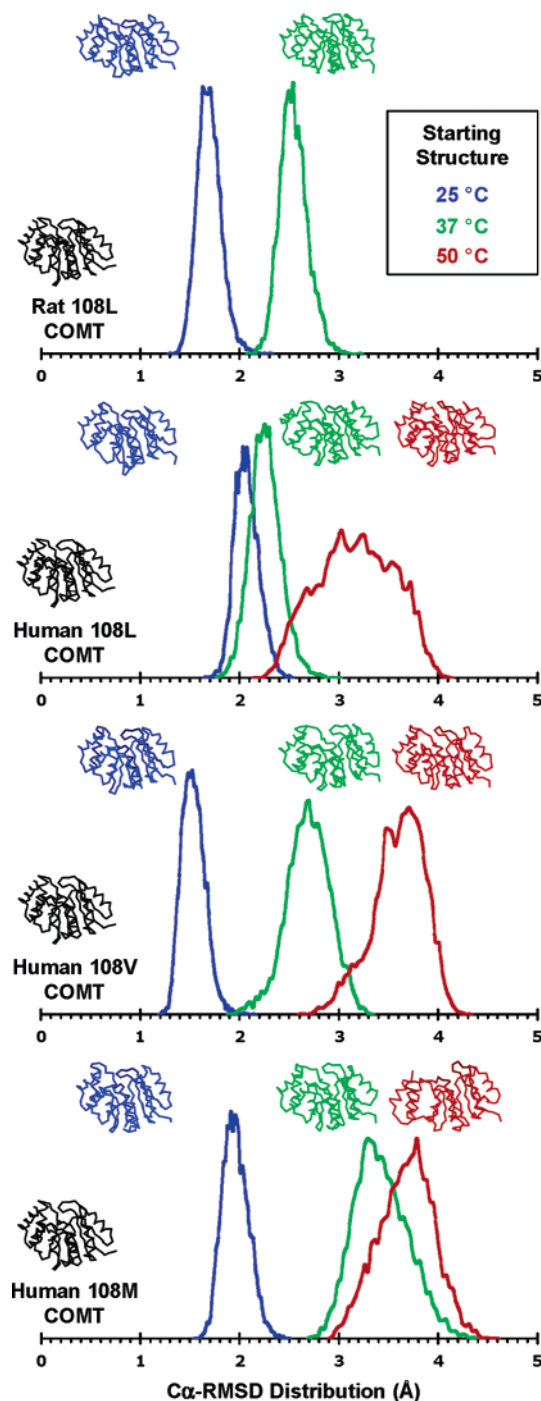 Starting
Structure
25 °C
37 °C
50 °C
Rat 108L
COMT
0 1 2 3 4 5
Human 108L
COMT
0 1 2 3 4 5
Human 108V
COMT
0 1 2 3 4 5
Human 108M
COMT
0 1 2 3 4 5
Cα-RMSD Distribution (Å)